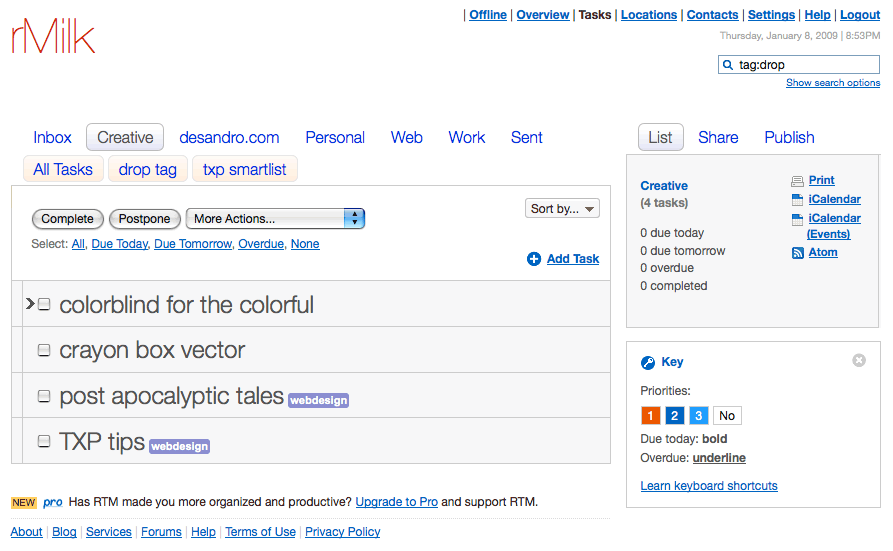 rMilk
| Offline | Overview | Tasks | Locations | Contacts | Settings | Help | Logout
Thursday, January 8, 2009 | 8:53PM
tag:drop
Show search options
Inbox Creative desandro.com Personal Web Work Sent
All Tasks drop tag txp smartlist
Complete Postpone More Actions... Sort by...
Select: All, Due Today, Due Tomorrow, Overdue, None
Add Task
colorblind for the colorful
crayon box vector
post apocalyptic tales webdesign
TXP tips webdesign
List Share Publish
Creative
(4 tasks)
0 due today
0 due tomorrow
0 overdue
0 completed
Print
iCalendar
iCalendar
(Events)
Atom
Key
Priorities:
1 2 3 No
Due today: bold
Overdue: underline
Learn keyboard shortcuts
NEW pro Has RTM made you more organized and productive? Upgrade to Pro and support RTM.
About | Blog | Services | Forums | Help | Terms of Use | Privacy Policy